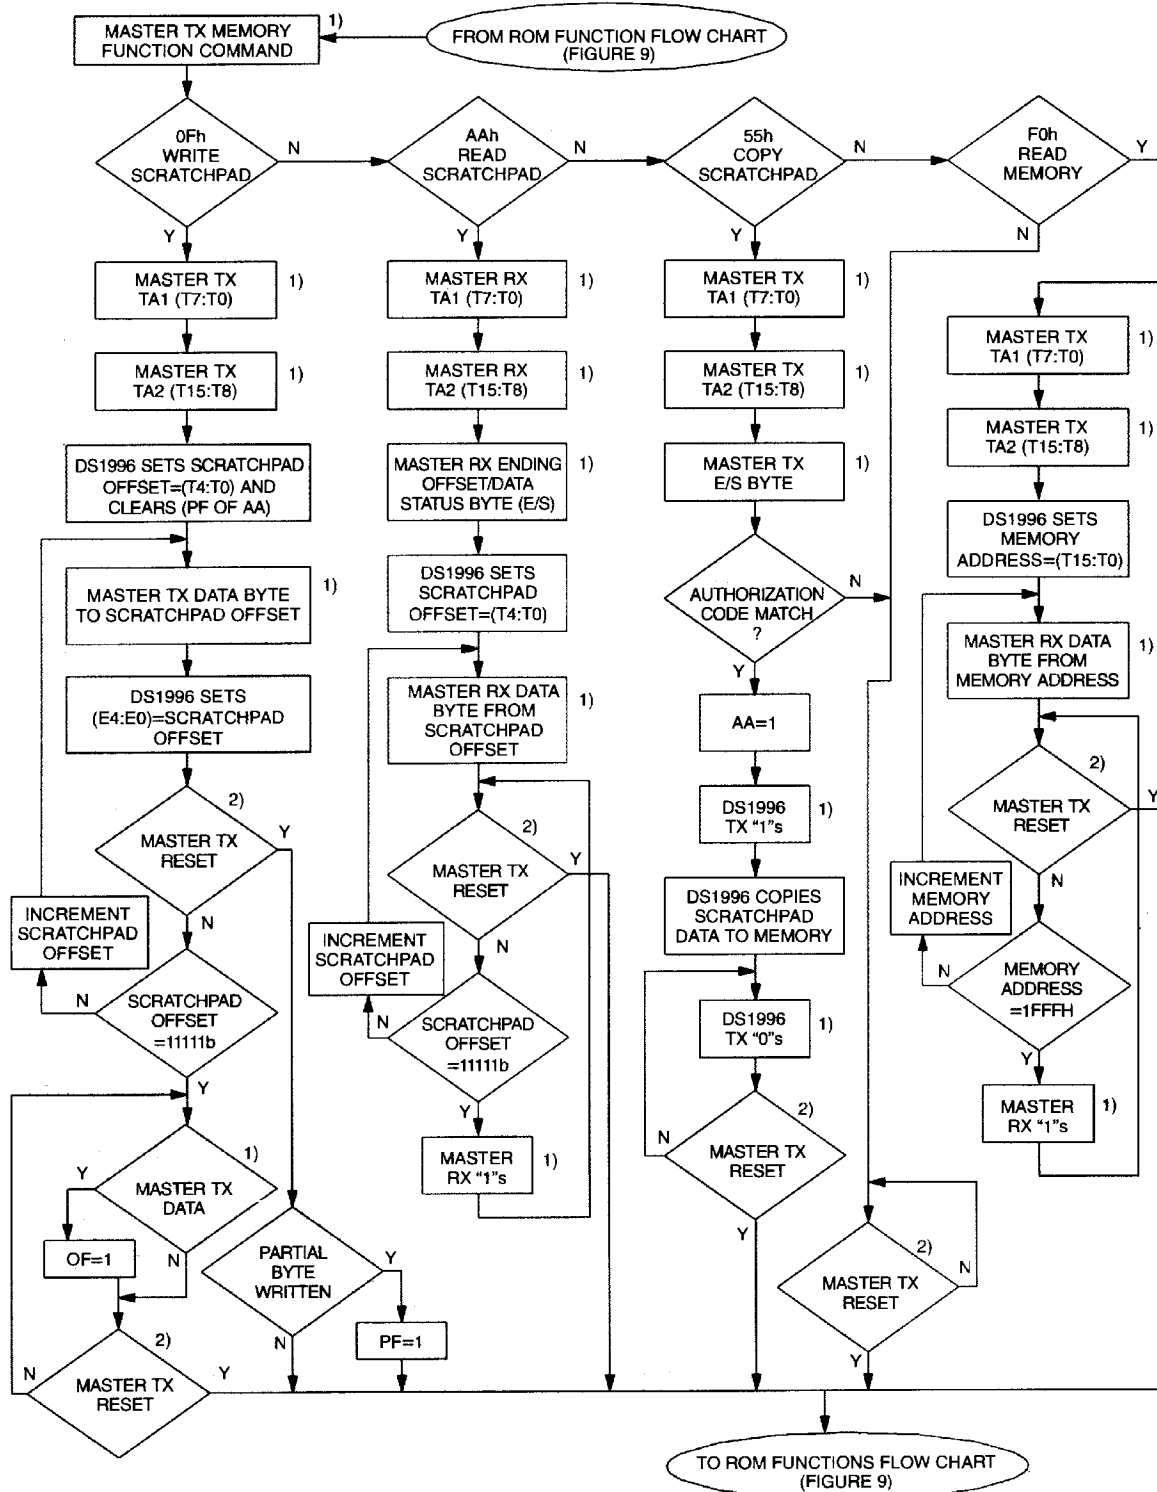 MASTER TX MEMORY
FUNCTION COMMAND
1)
FROM ROM FUNCTION FLOW CHART
(FIGURE 9)
0Fh
WRITE
SCRATCHPAD
N
Y
AAh
READ
SCRATCHPAD
N
Y
55h
COPY
SCRATCHPAD
N
Y
F0h
READ
MEMORY
Y
N
MASTER TX
TA1 (T7:T0)
1)
MASTER TX
TA2 (T15:T8)
1)
DS1996 SETS SCRATCHPAD
OFFSET=(T4:T0) AND
CLEARS (PF OF AA)
MASTER TX DATA BYTE
TO SCRATCHPAD OFFSET
1)
DS1996 SETS
(E4:E0)=SCRATCHPAD
OFFSET
2)
MASTER TX
RESET
Y
N
INCREMENT
SCRATCHPAD
OFFSET
N
SCRATCHPAD
OFFSET
=11111b
Y
1)
MASTER TX
DATA
Y
N
OF=1
2)
MASTER TX
RESET
N
Y
PARTIAL
BYTE
WRITTEN
Y
N
PF=1
MASTER RX
TA1 (T7:T0)
1)
MASTER RX
TA2 (T15:T8)
1)
MASTER RX ENDING
OFFSET/DATA
STATUS BYTE (E/S)
1)
DS1996 SETS
SCRATCHPAD
OFFSET=(T4:T0)
MASTER RX DATA
BYTE FROM
SCRATCHPAD
OFFSET
1)
2)
MASTER TX
RESET
Y
N
INCREMENT
SCRATCHPAD
OFFSET
N
SCRATCHPAD
OFFSET
=11111b
Y
MASTER
RX “1”s
1)
MASTER TX
TA1 (T7:T0)
1)
MASTER TX
TA2 (T15:T8)
1)
MASTER TX
E/S BYTE
1)
AUTHORIZATION
CODE MATCH
?
N
Y
AA=1
DS1996
TX “1”s
1)
DS1996 COPIES
SCRATCHPAD
DATA TO MEMORY
DS1996
TX “0”s
1)
2)
MASTER TX
RESET
N
Y
2)
MASTER TX
RESET
N
Y
MASTER TX
TA1 (T7:T0)
1)
MASTER TX
TA2 (T15:T8)
1)
DS1996 SETS
MEMORY
ADDRESS=(T15:T0)
MASTER RX DATA
BYTE FROM
MEMORY ADDRESS
1)
2)
MASTER TX
RESET
Y
N
INCREMENT
MEMORY
ADDRESS
N
MEMORY
ADDRESS
=1FFFH
Y
MASTER
RX “1”s
1)
TO ROM FUNCTIONS FLOW CHART
(FIGURE 9)